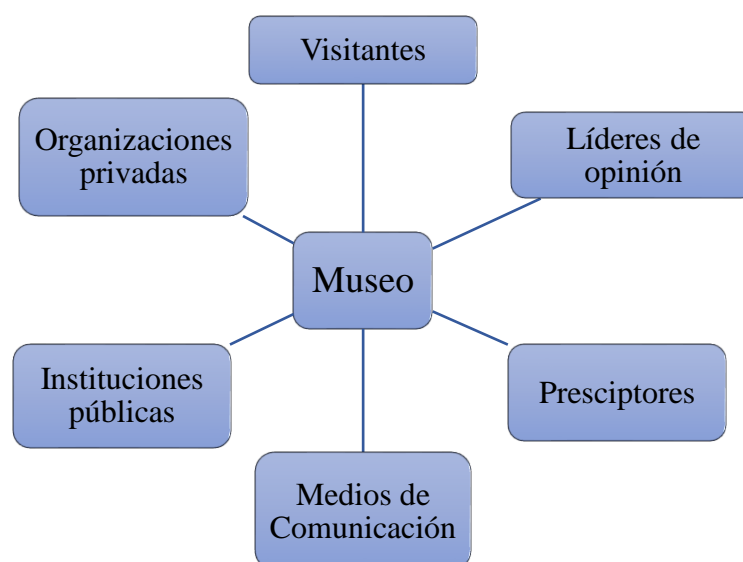 Visitantes
Organizaciones
privadas
Líderes de
opinión
Museo
Instituciones
públicas
Presciptores
Medios de
Comunicación